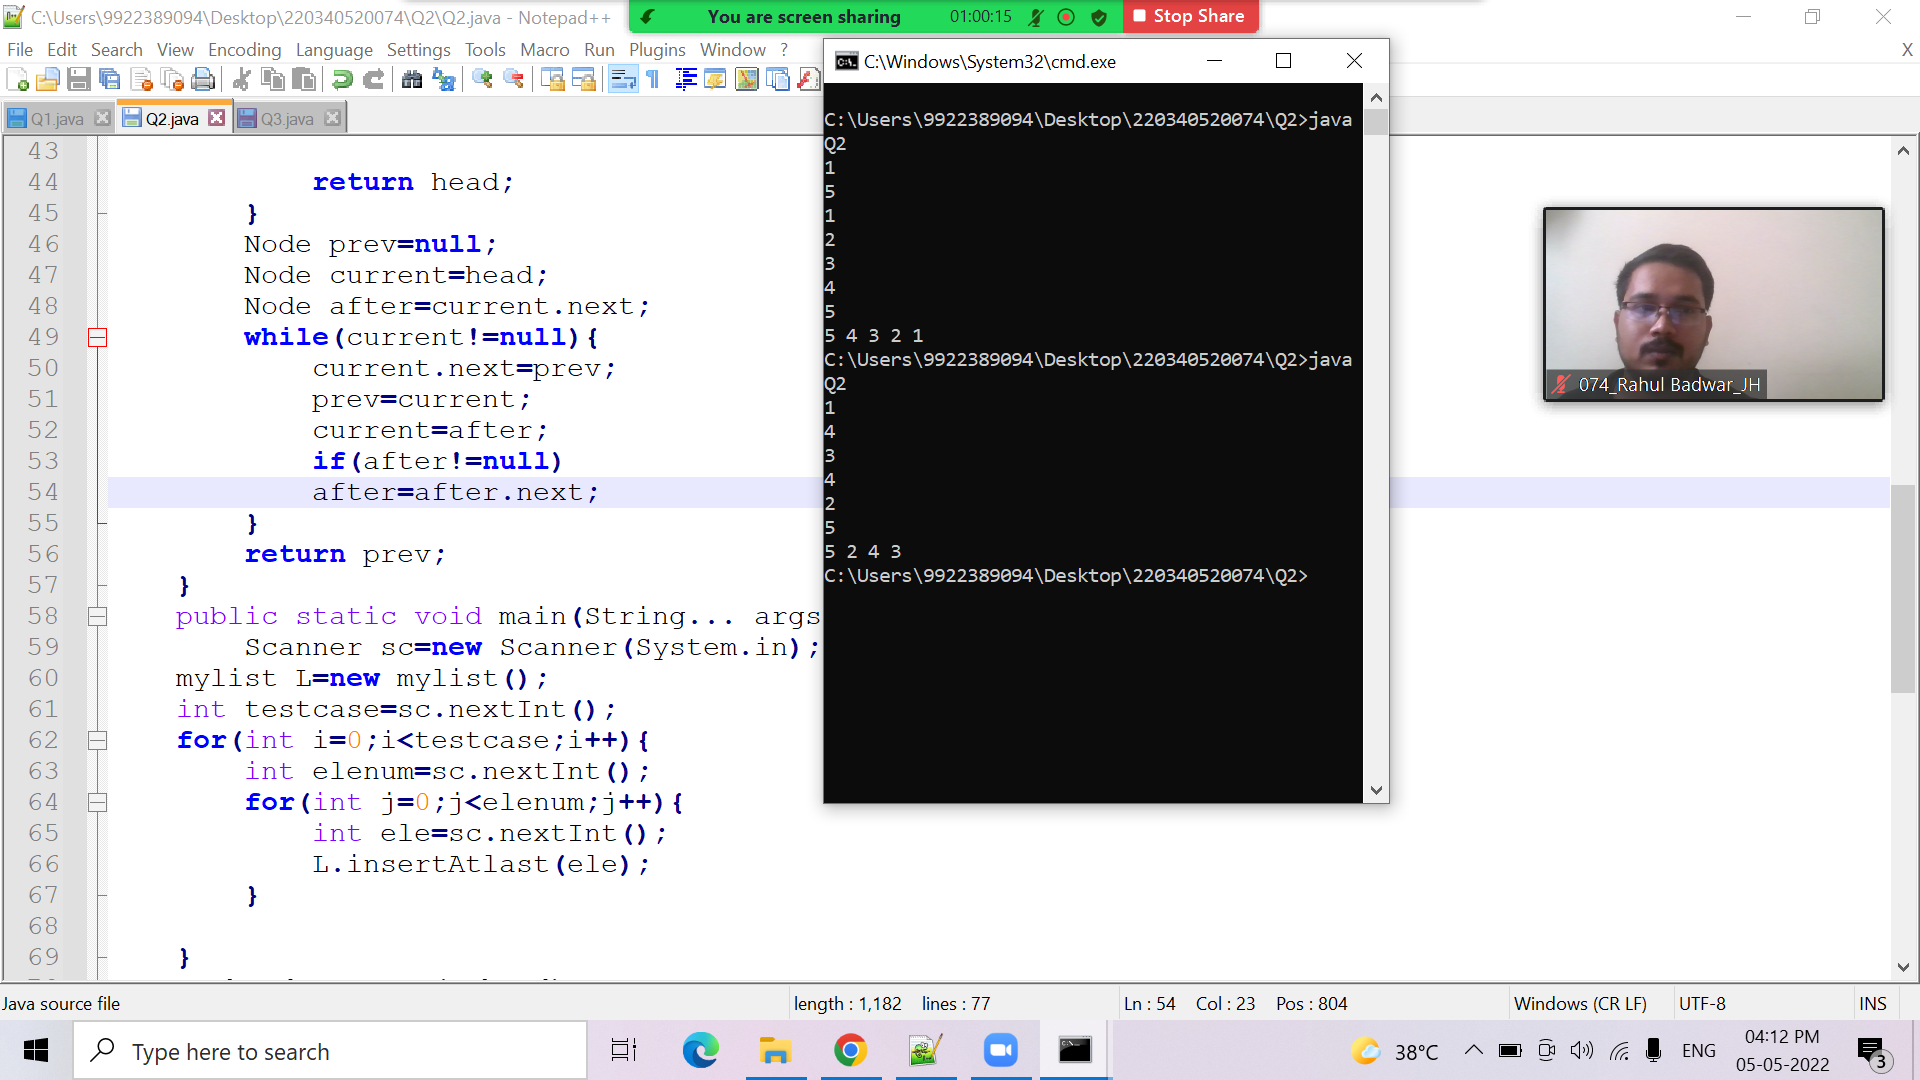 C:\Users\9922389094\Desktop\220340520074\Q2\Q2.java - Notepad++
You are screen sharing 01:00:15 Stop Share
File Edit Search View Encoding Language Settings Tools Macro Run Plugins Window ? X
Q1.java Q2.java Q3.java
43
44 return head;
45 }
46 Node prev=null;
47 Node current=head;
48 Node after=current.next;
49 while(current!=null){
50 current.next=prev;
51 prev=current;
52 current=after;
53 if(after!=null)
54 after=after.next;
55 }
56 return prev;
57 }
58 public static void main(String... args
59 Scanner sc=new Scanner(System.in);
60 mylist L=new mylist();
61 int testcase=sc.nextInt();
62 for(int i=0;i<testcase;i++){
63 int elenum=sc.nextInt();
64 for(int j=0;j<elenum;j++){
65 int ele=sc.nextInt();
66 L.insertAtlast(ele);
67 }
68
69 }
C:\Windows\System32\cmd.exe
C:\Users\9922389094\Desktop\220340520074\Q2>java
Q2
1
5
1
2
3
4
5
5 4 3 2 1
C:\Users\9922389094\Desktop\220340520074\Q2>java
Q2
1
4
3
4
2
5
5 2 4 3
C:\Users\9922389094\Desktop\220340520074\Q2>
074_Rahul Badwar_JH
Java source file length : 1,182 lines : 77 Ln : 54 Col : 23 Pos : 804 Windows (CR LF) UTF-8 INS
Type here to search
38°C ENG
04:12 PM
05-05-2022
3